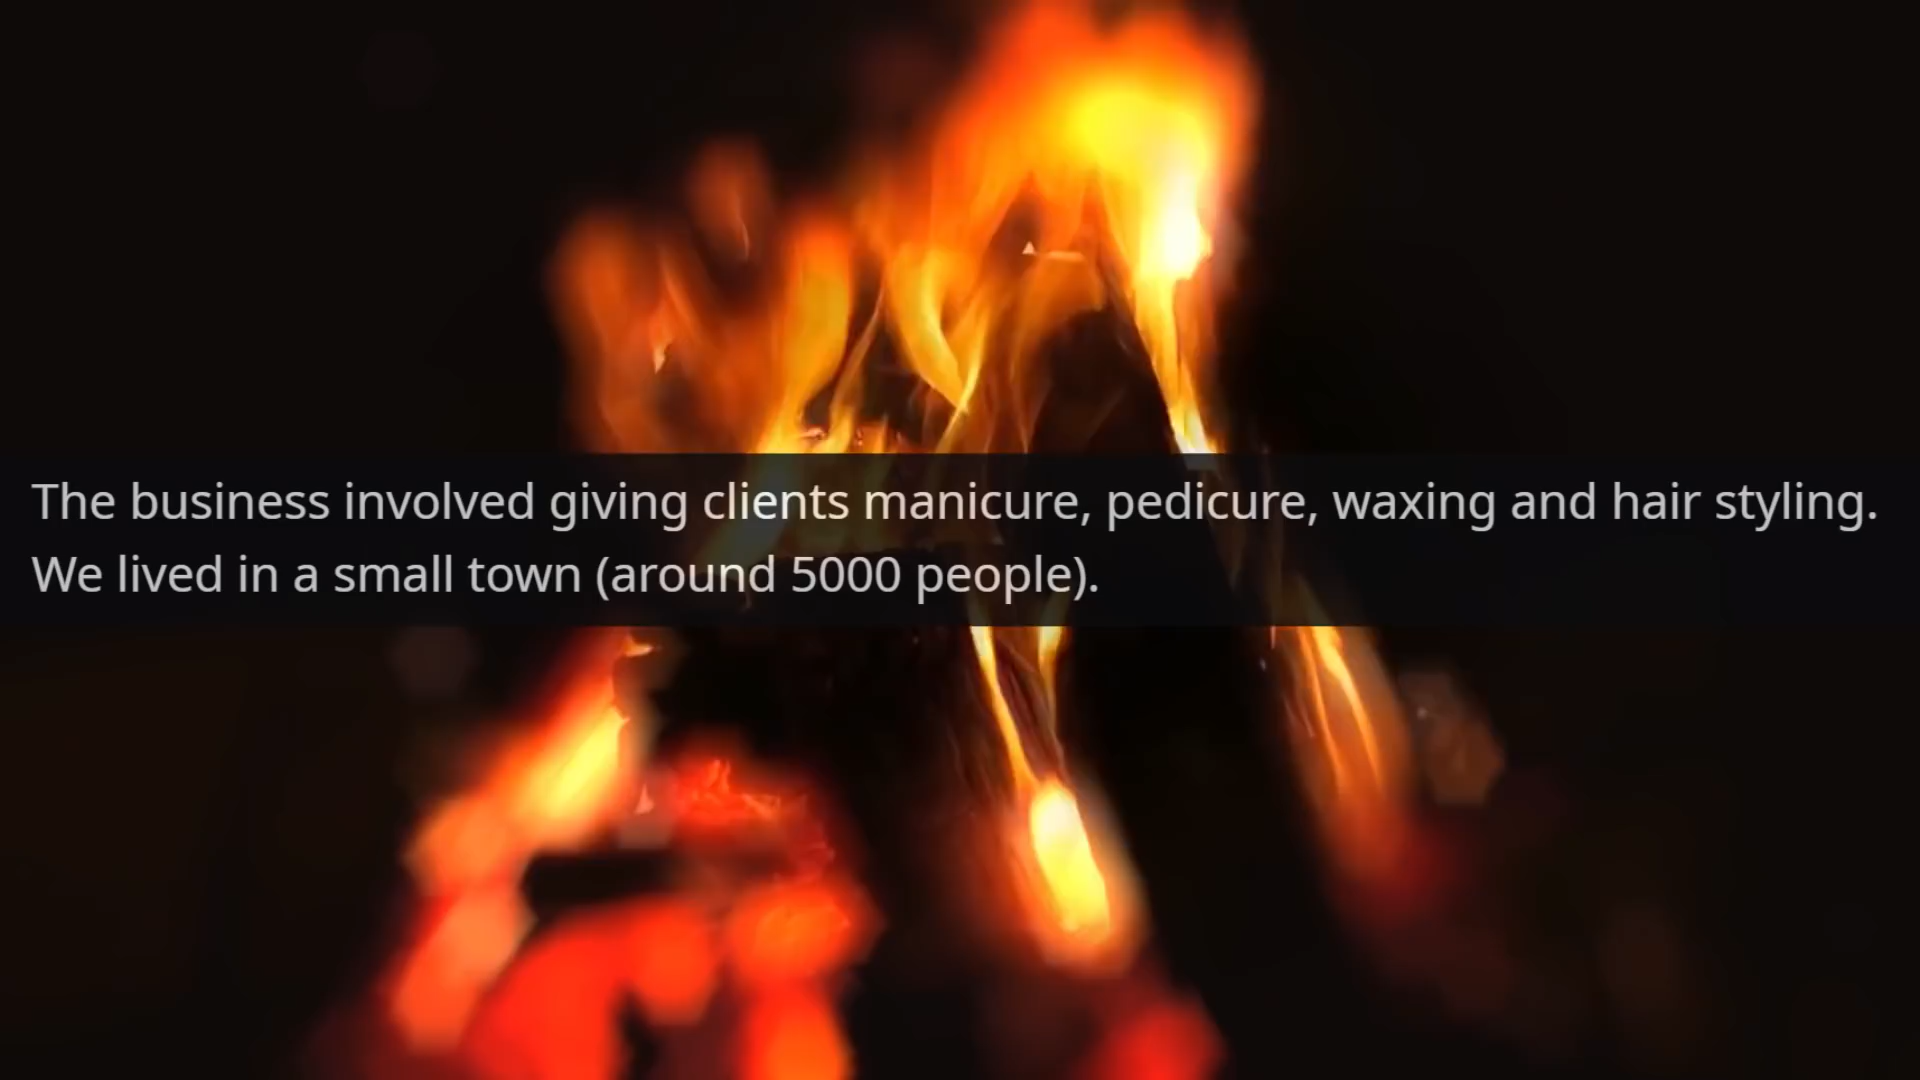 The business involved giving clients manicure, pedicure, waxing and hair styling.
We lived in a small town (around 5000 people).